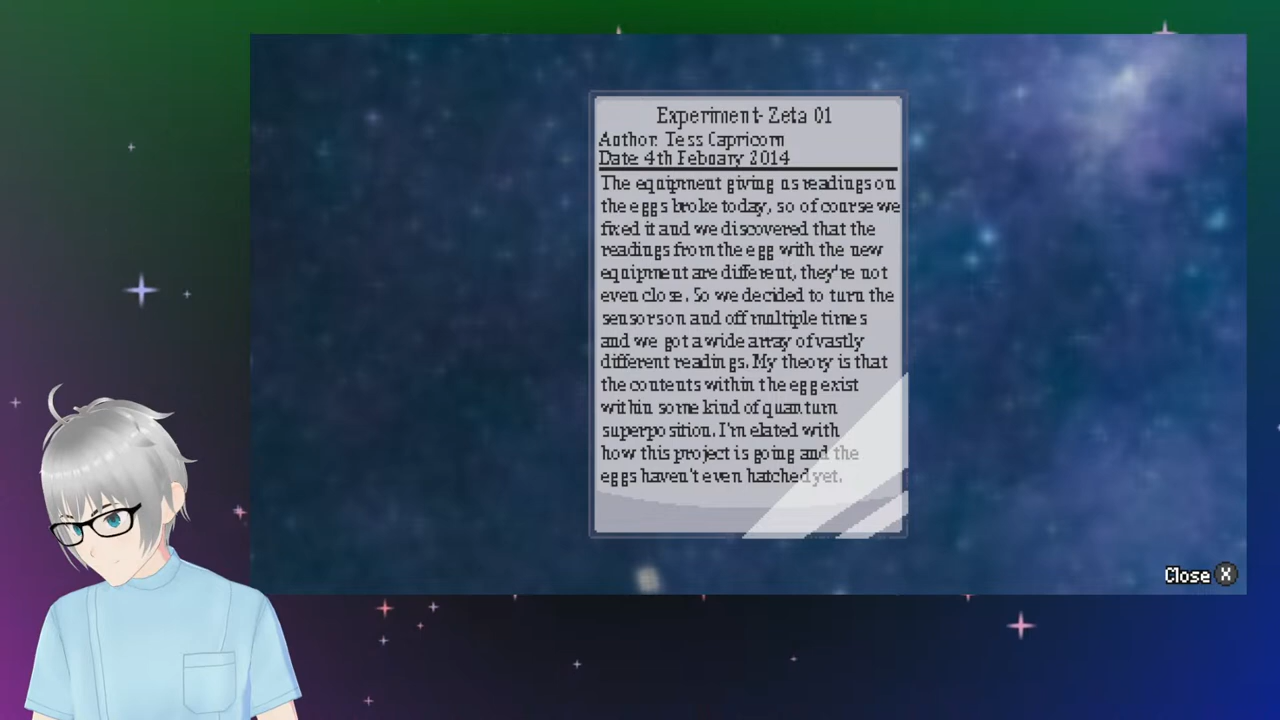 Experiment- Zeta 01
Author: Tess Capricorn
Date: 4th Febuary 2014
The equipment giving us readings on
the eggs broke today, so of course we
fixed it and we discovered that the
readings from the egg with the new
equipment are different, they're not
even close. So we decided to turn the
sensors on and off multiple times
and we got a wide array of vastly
different readings. My theory is that
the contents within the egg exist
within some kind of quantum
superposition. I'm elated with
how this project is going and the
eggs haven't even hatched yet.
Close X